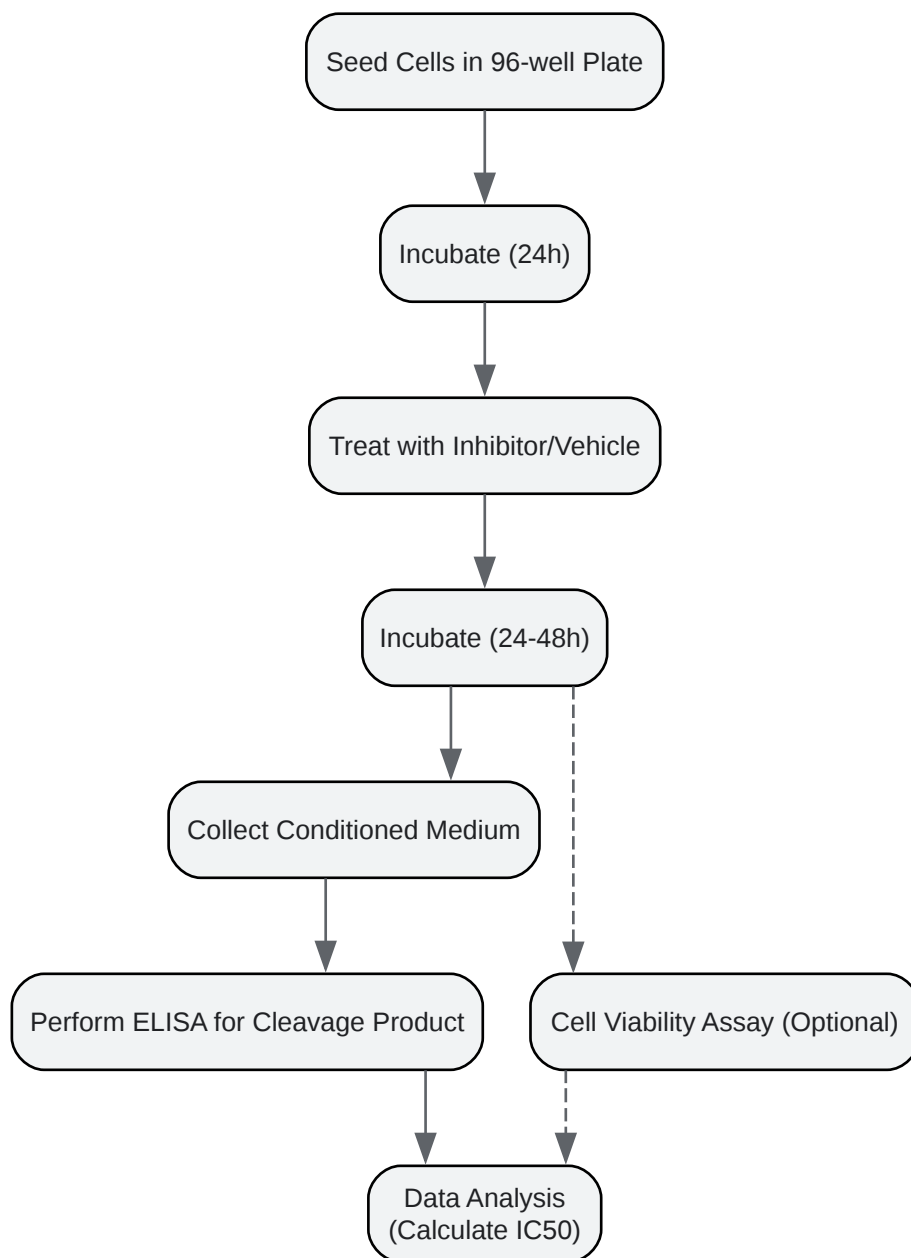 Seed Cells in 96-well Plate
Incubate (24h)
Treat with Inhibitor/Vehicle
Incubate (24-48h)
Collect Conditioned Medium
Perform ELISA for Cleavage Product
Cell Viability Assay (Optional)
Data Analysis
(Calculate IC50)